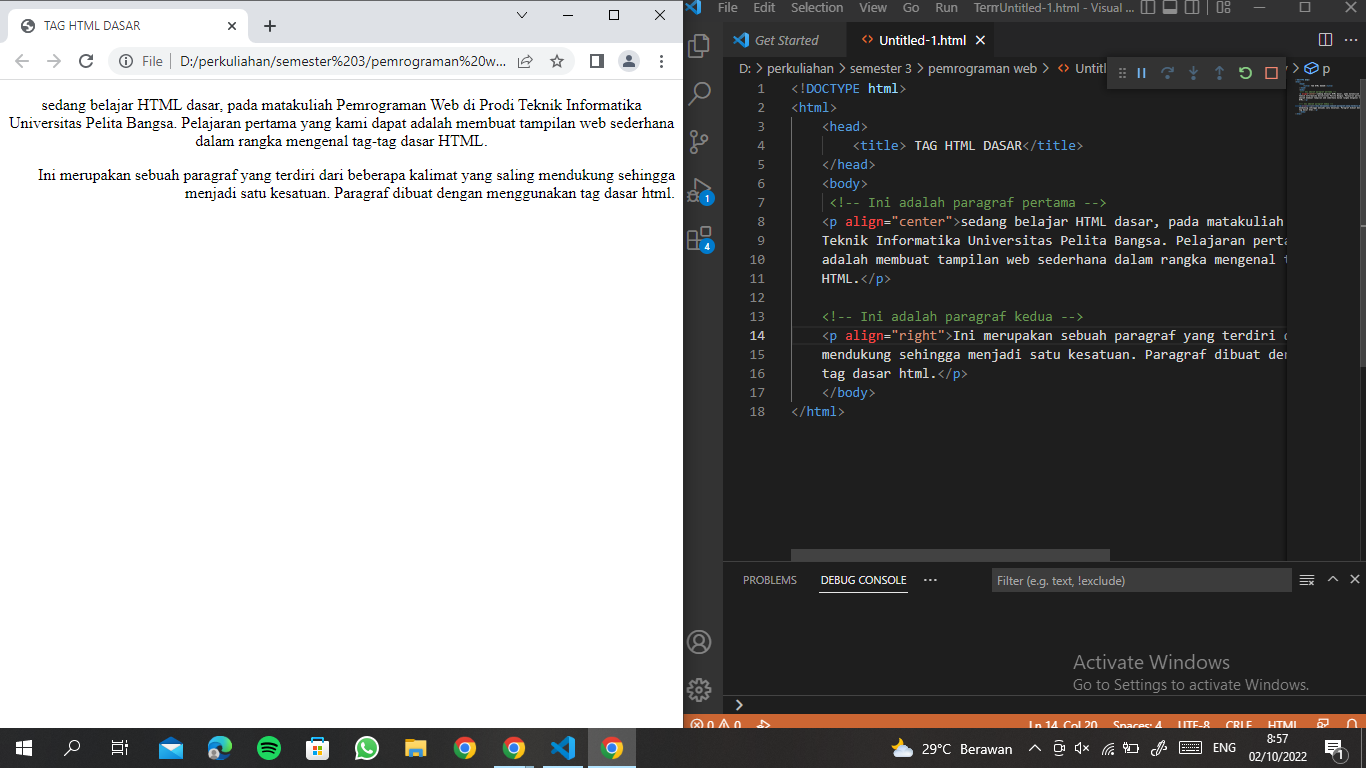 TAG HTML DASAR
File
D:/perkuliahan/semester%203/pemrograman%20w...
sedang belajar HTML dasar, pada matakuliah Pemrograman Web di Prodi Teknik Informatika
Universitas Pelita Bangsa. Pelajaran pertama yang kami dapat adalah membuat tampilan web sederhana
dalam rangka mengenal tag-tag dasar HTML.
Ini merupakan sebuah paragraf yang terdiri dari beberapa kalimat yang saling mendukung sehingga
menjadi satu kesatuan. Paragraf dibuat dengan menggunakan tag dasar html.
File Edit Selection View Go Run Untitled-1.html - Visual ...
Get Started
Untitled-1.html
D: > perkuliahan > semester 3 > pemrograman web > p
1 <!DOCTYPE html>
2 <html>
3 <head>
4 <title> TAG HTML DASAR</title>
5 </head>
6 <body>
7 <!-- Ini adalah paragraf pertama -->
8 <p align="center">sedang belajar HTML dasar, pada matakuliah
9 Teknik Informatika Universitas Pelita Bangsa. Pelajaran perta
10 adalah membuat tampilan web sederhana dalam rangka mengenal t
11 HTML.</p>
12
13 <!-- Ini adalah paragraf kedua -->
14 <p align="right">Ini merupakan sebuah paragraf yang terdiri d
15 mendukung sehingga menjadi satu kesatuan. Paragraf dibuat den
16 tag dasar html.</p>
17 </body>
18 </html>
1
4
PROBLEMS
DEBUG CONSOLE
...
Filter (e.g. text, !exclude)
Activate Windows
Go to Settings to activate Windows.
0 0
Ln 14, Col 20 Spaces: 4 UTF-8 CRLF HTML
29°C Berawan
ENG
8:57
02/10/2022
1